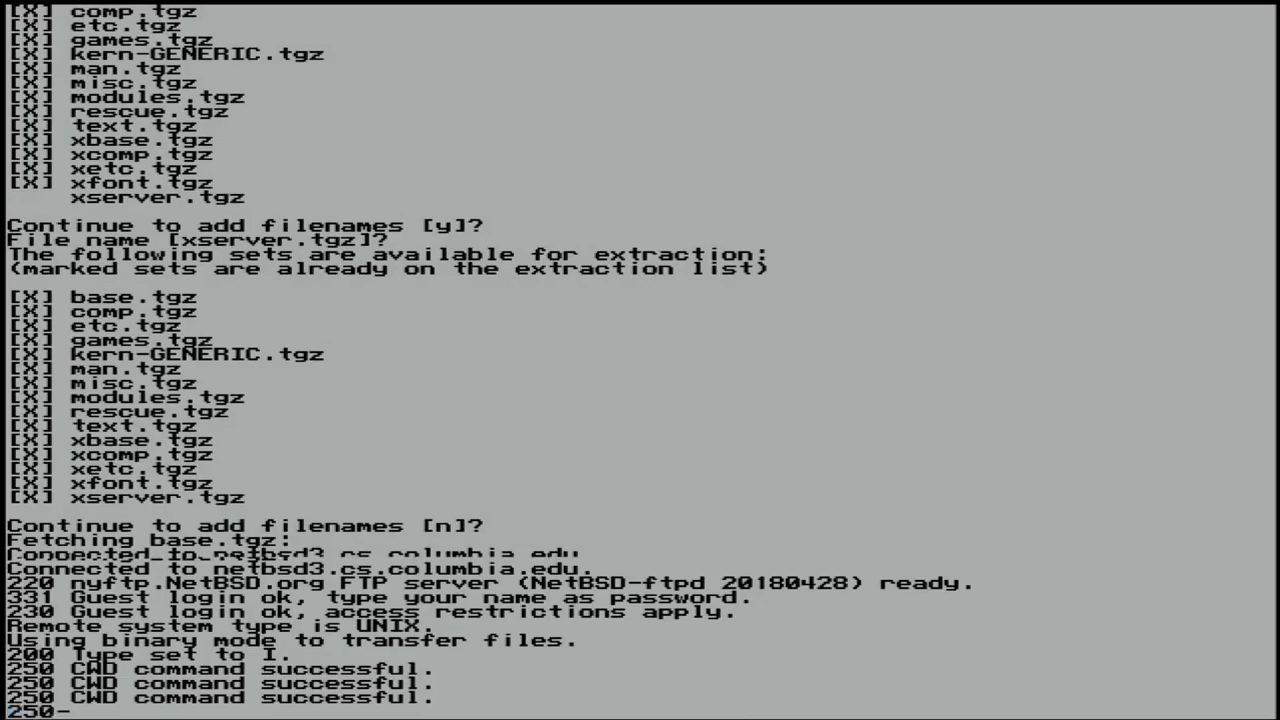 [X] comp.tgz
[X] etc.tgz
[X] games.tgz
[X] kern-GENERIC.tgz
[X] man.tgz
[X] misc.tgz
[X] modules.tgz
[X] rescue.tgz
[X] text.tgz
[X] xbase.tgz
[X] xcomp.tgz
[X] xetc.tgz
[X] xfont.tgz
xserver.tgz
Continue to add filenames [y]?
File name [xserver.tgz]?
The following sets are available for extraction:
(marked sets are already on the extraction list)
[X] base.tgz
[X] comp.tgz
[X] etc.tgz
[X] games.tgz
[X] kern-GENERIC.tgz
[X] man.tgz
[X] misc.tgz
[X] modules.tgz
[X] rescue.tgz
[X] text.tgz
[X] xbase.tgz
[X] xcomp.tgz
[X] xetc.tgz
[X] xfont.tgz
[X] xserver.tgz
Continue to add filenames [n]?
Fetching base.tgz:
Connected to netbsd3.cs.columbia.edu
Connected to netbsd3.cs.columbia.edu.
220 nyftp.NetBSD.org FTP server (NetBSD-ftpd 20180428) ready.
331 Guest login ok, type your name as password.
230 Guest login ok, access restrictions apply.
Remote system type is UNIX.
Using binary mode to transfer files.
200 Type set to I.
250 CWD command successful.
250 CWD command successful.
250 CWD command successful.
250-